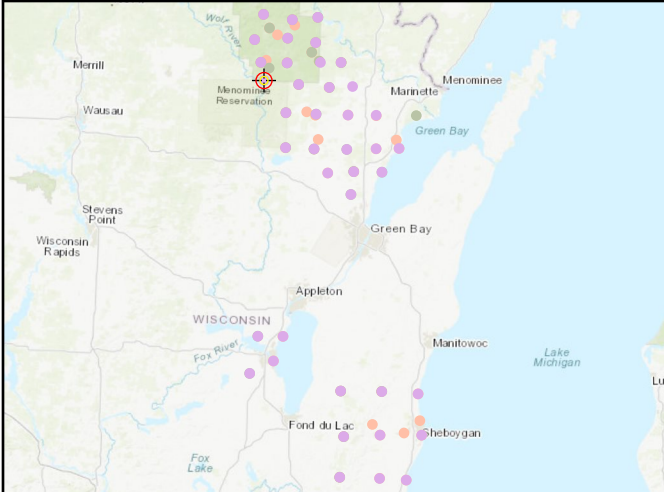 Wolf River
Merrill
Menominee
Menominee
Reservation
Marinette
Wausau
Green Bay
Stevens
Point
Wisconsin
Rapids
Green Bay
Appleton
WISCONSIN
Fox River
Manitowoc
Lake
Michigan
Lu
Fond du Lac
Sheboygan
Fox
Lake